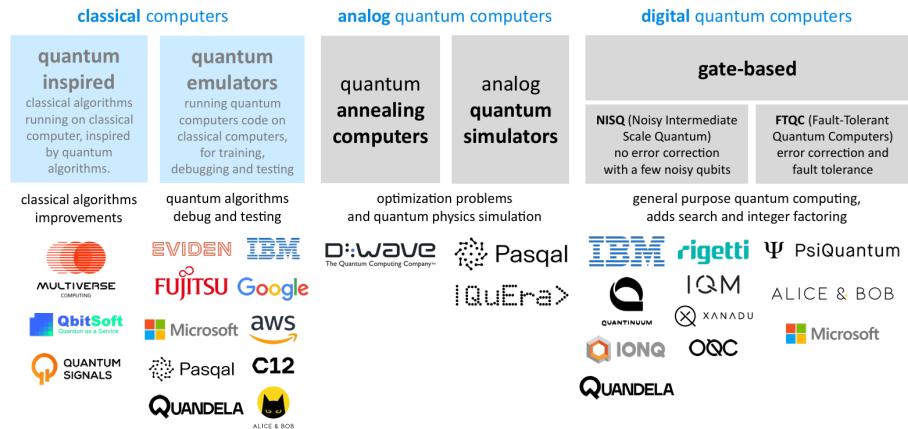 classical computers
analog quantum computers
digital quantum computers
quantum
inspired
classical algorithms
running on classical
computer, inspired
by quantum
algorithms.
quantum
emulators
running quantum
computers code on
classical computers,
for training,
debugging and testing
quantum
annealing
computers
analog
quantum
simulators
gate-based
NISQ (Noisy Intermediate
Scale Quantum)
no error correction
with a few noisy qubits
FTQC (Fault-Tolerant
Quantum Computers)
error correction and
fault tolerance
classical algorithms
improvements
quantum algorithms
debug and testing
optimization problems
and quantum physics simulation
general purpose quantum computing,
adds search and integer factoring
MULTIVERSE
COMPUTING
QbitSoft
Quantum as a Service
QUANTUM
SIGNALS
EVIDEN
IBM
FUJITSU
Google
Microsoft
aws
Pasqal
C12
QUANDELA
ALICE & BOB
D:wave
The Quantum Computing Company™
Pasqal
|QuEra>
IBM
rigetti
Ψ PsiQuantum
QUANTINUUM
IQM
XANADU
ALICE & BOB
IONQ
OQC
Microsoft
QUANDELA